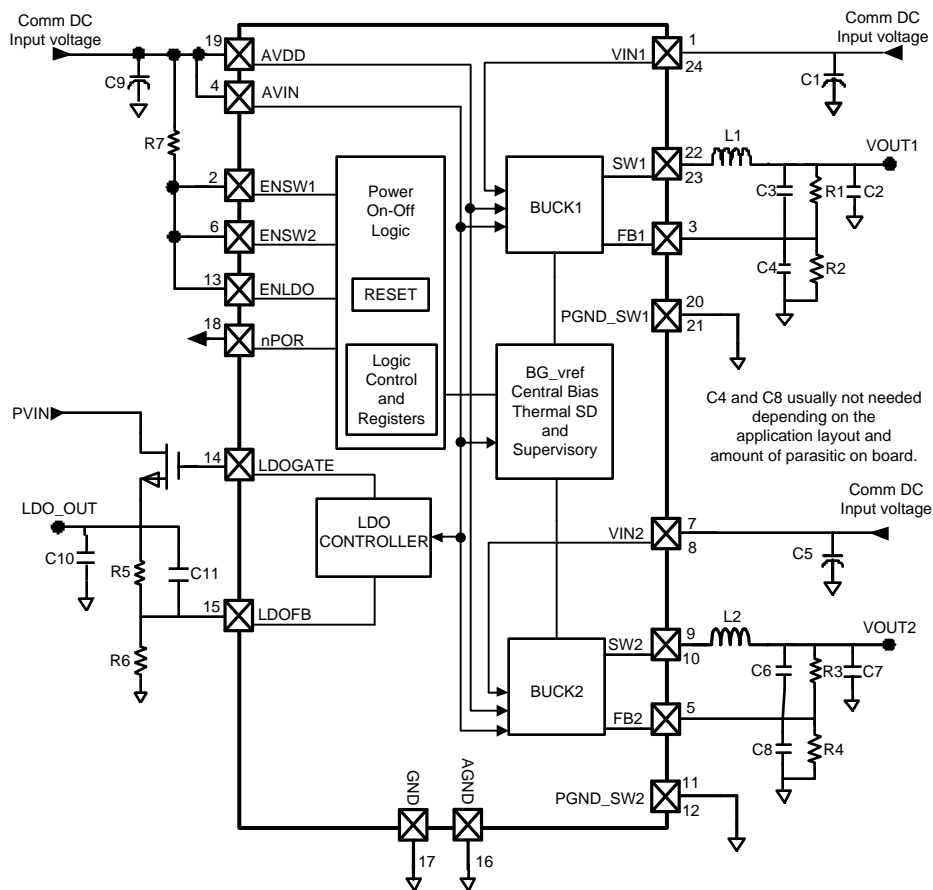 Comm DC
Input voltage
19
AVDD
C9
4
AVIN
R7
2
ENSW1
6
ENSW2
13
ENLDO
18
nPOR
Power
On-Off
Logic
RESET
Logic
Control
and
Registers
PVIN
14
LDOGATE
LDO_OUT
C10
R5
C11
LDO
CONTROLLER
15
LDOFB
R6
GND
17
AGND
16
BUCK1
BG_vref
Central Bias
Thermal SD
and
Supervisory
BUCK2
Comm DC
Input voltage
1
VIN1
24
C1
22
L1
SW1
23
VOUT1
C3
R1
C2
3
FB1
C4
R2
20
PGND_SW1
21
C4 and C8 usually not needed
depending on the
application layout and
amount of parasitic on board.
Comm DC
Input voltage
7
VIN2
8
C5
9
L2
SW2
10
VOUT2
C6
R3
C7
5
FB2
C8
R4
11
PGND_SW2
12